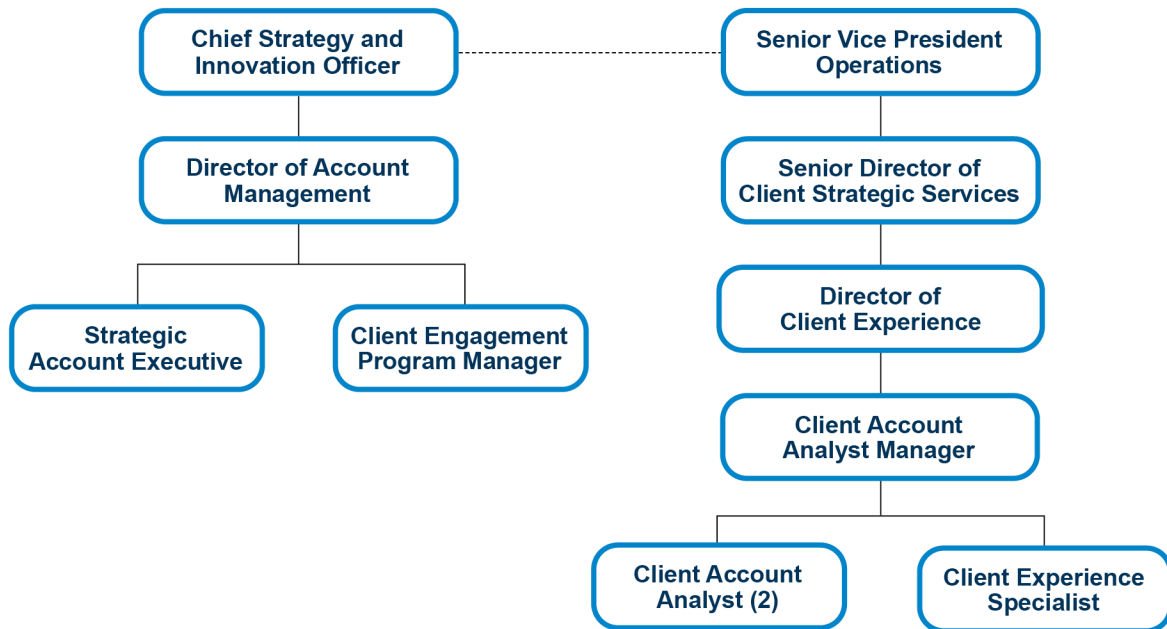 Chief Strategy and
Innovation Officer
Senior Vice President
Operations
Director of Account
Management
Senior Director of
Client Strategic Services
Strategic
Account Executive
Client Engagement
Program Manager
Director of
Client Experience
Client Account
Analyst Manager
Client Account
Analyst (2)
Client Experience
Specialist